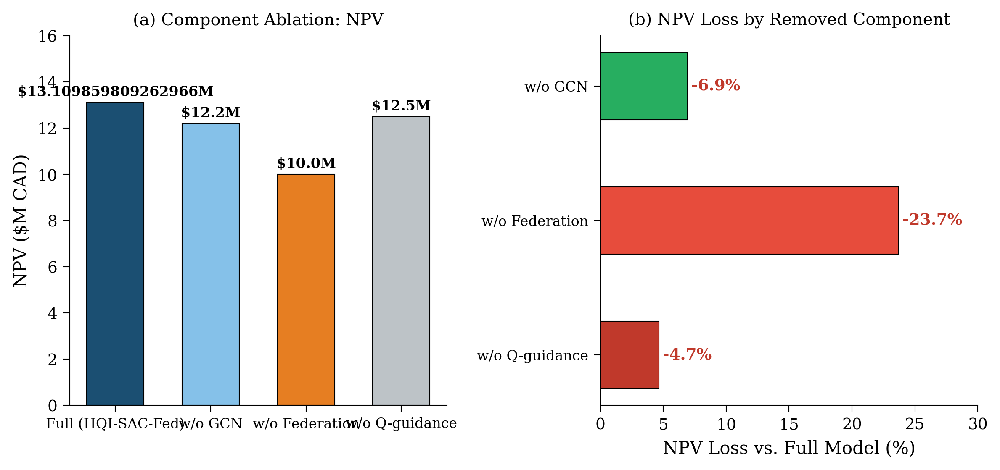 (a) Component Ablation: NPV
NPV ($M CAD)
16
14
12
10
8
6
4
2
0
$13.109859809262966M
$12.2M
$10.0M
$12.5M
Full (HQI-SAC-Fed)
w/o GCN
w/o Federation
w/o Q-guidance
(b) NPV Loss by Removed Component
w/o GCN
-6.9%
w/o Federation
-23.7%
w/o Q-guidance
-4.7%
0
5
10
15
20
25
30
NPV Loss vs. Full Model (%)